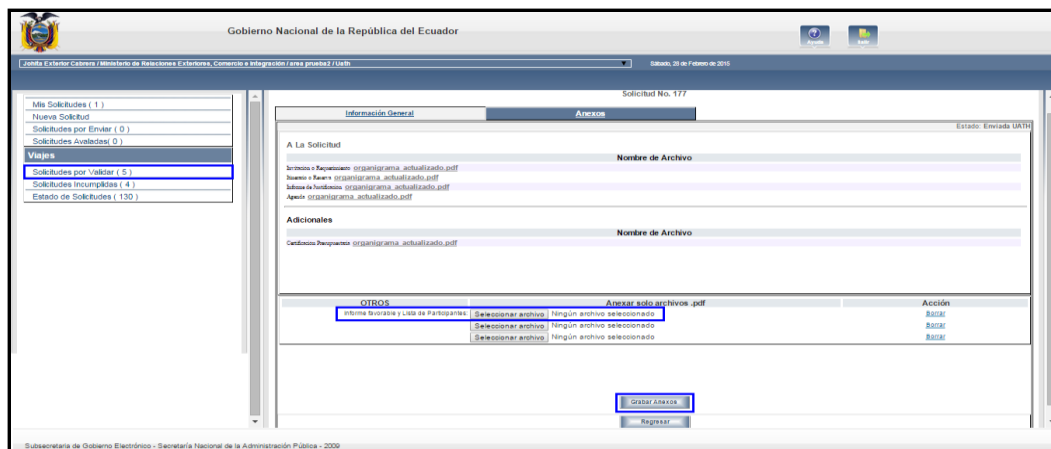 Gobierno Nacional de la República del Ecuador
Ayuda
Salir
Johita Exterior Cabrera / Ministerio de Relaciones Exteriores, Comercio e Integración / area prueba2 / Uath
Sábado, 28 de Febrero de 2015
Mis Solicitudes ( 1 )
Nueva Solicitud
Solicitudes por Enviar ( 0 )
Solicitudes Avaladas( 0 )
Viajes
Solicitudes por Validar ( 5 )
Solicitudes Incumplidas ( 4 )
Estado de Solicitudes ( 130 )
Solicitud No. 177
Información General
Anexos
Estado: Enviada UATH
A La Solicitud
Nombre de Archivo
Invitacion o Requerimiento organigrama_actualizado.pdf
Itinerario o Reserva organigrama_actualizado.pdf
Informe de Justificación organigrama_actualizado.pdf
Agenda organigrama_actualizado.pdf
Adicionales
Nombre de Archivo
Certificacion Presupuestaria organigrama_actualizado.pdf
OTROS Anexar solo archivos .pdf Acción
Informe favorable y Lista de Participantes: Seleccionar archivo Ningún archivo seleccionado Borrar
Seleccionar archivo Ningún archivo seleccionado Borrar
Seleccionar archivo Ningún archivo seleccionado Borrar
Grabar Anexos
Regresar
Subsecretaria de Gobierno Electrónico - Secretaría Nacional de la Administración Pública - 2009